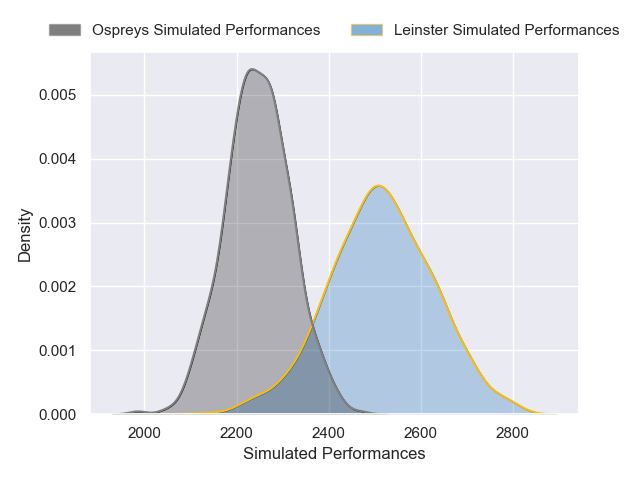 Ospreys Simulated Performances Leinster Simulated Performances
0.005
0.004
0.003
0.002
0.001
0.000
Density
2000 2200 2400 2600 2800
Simulated Performances